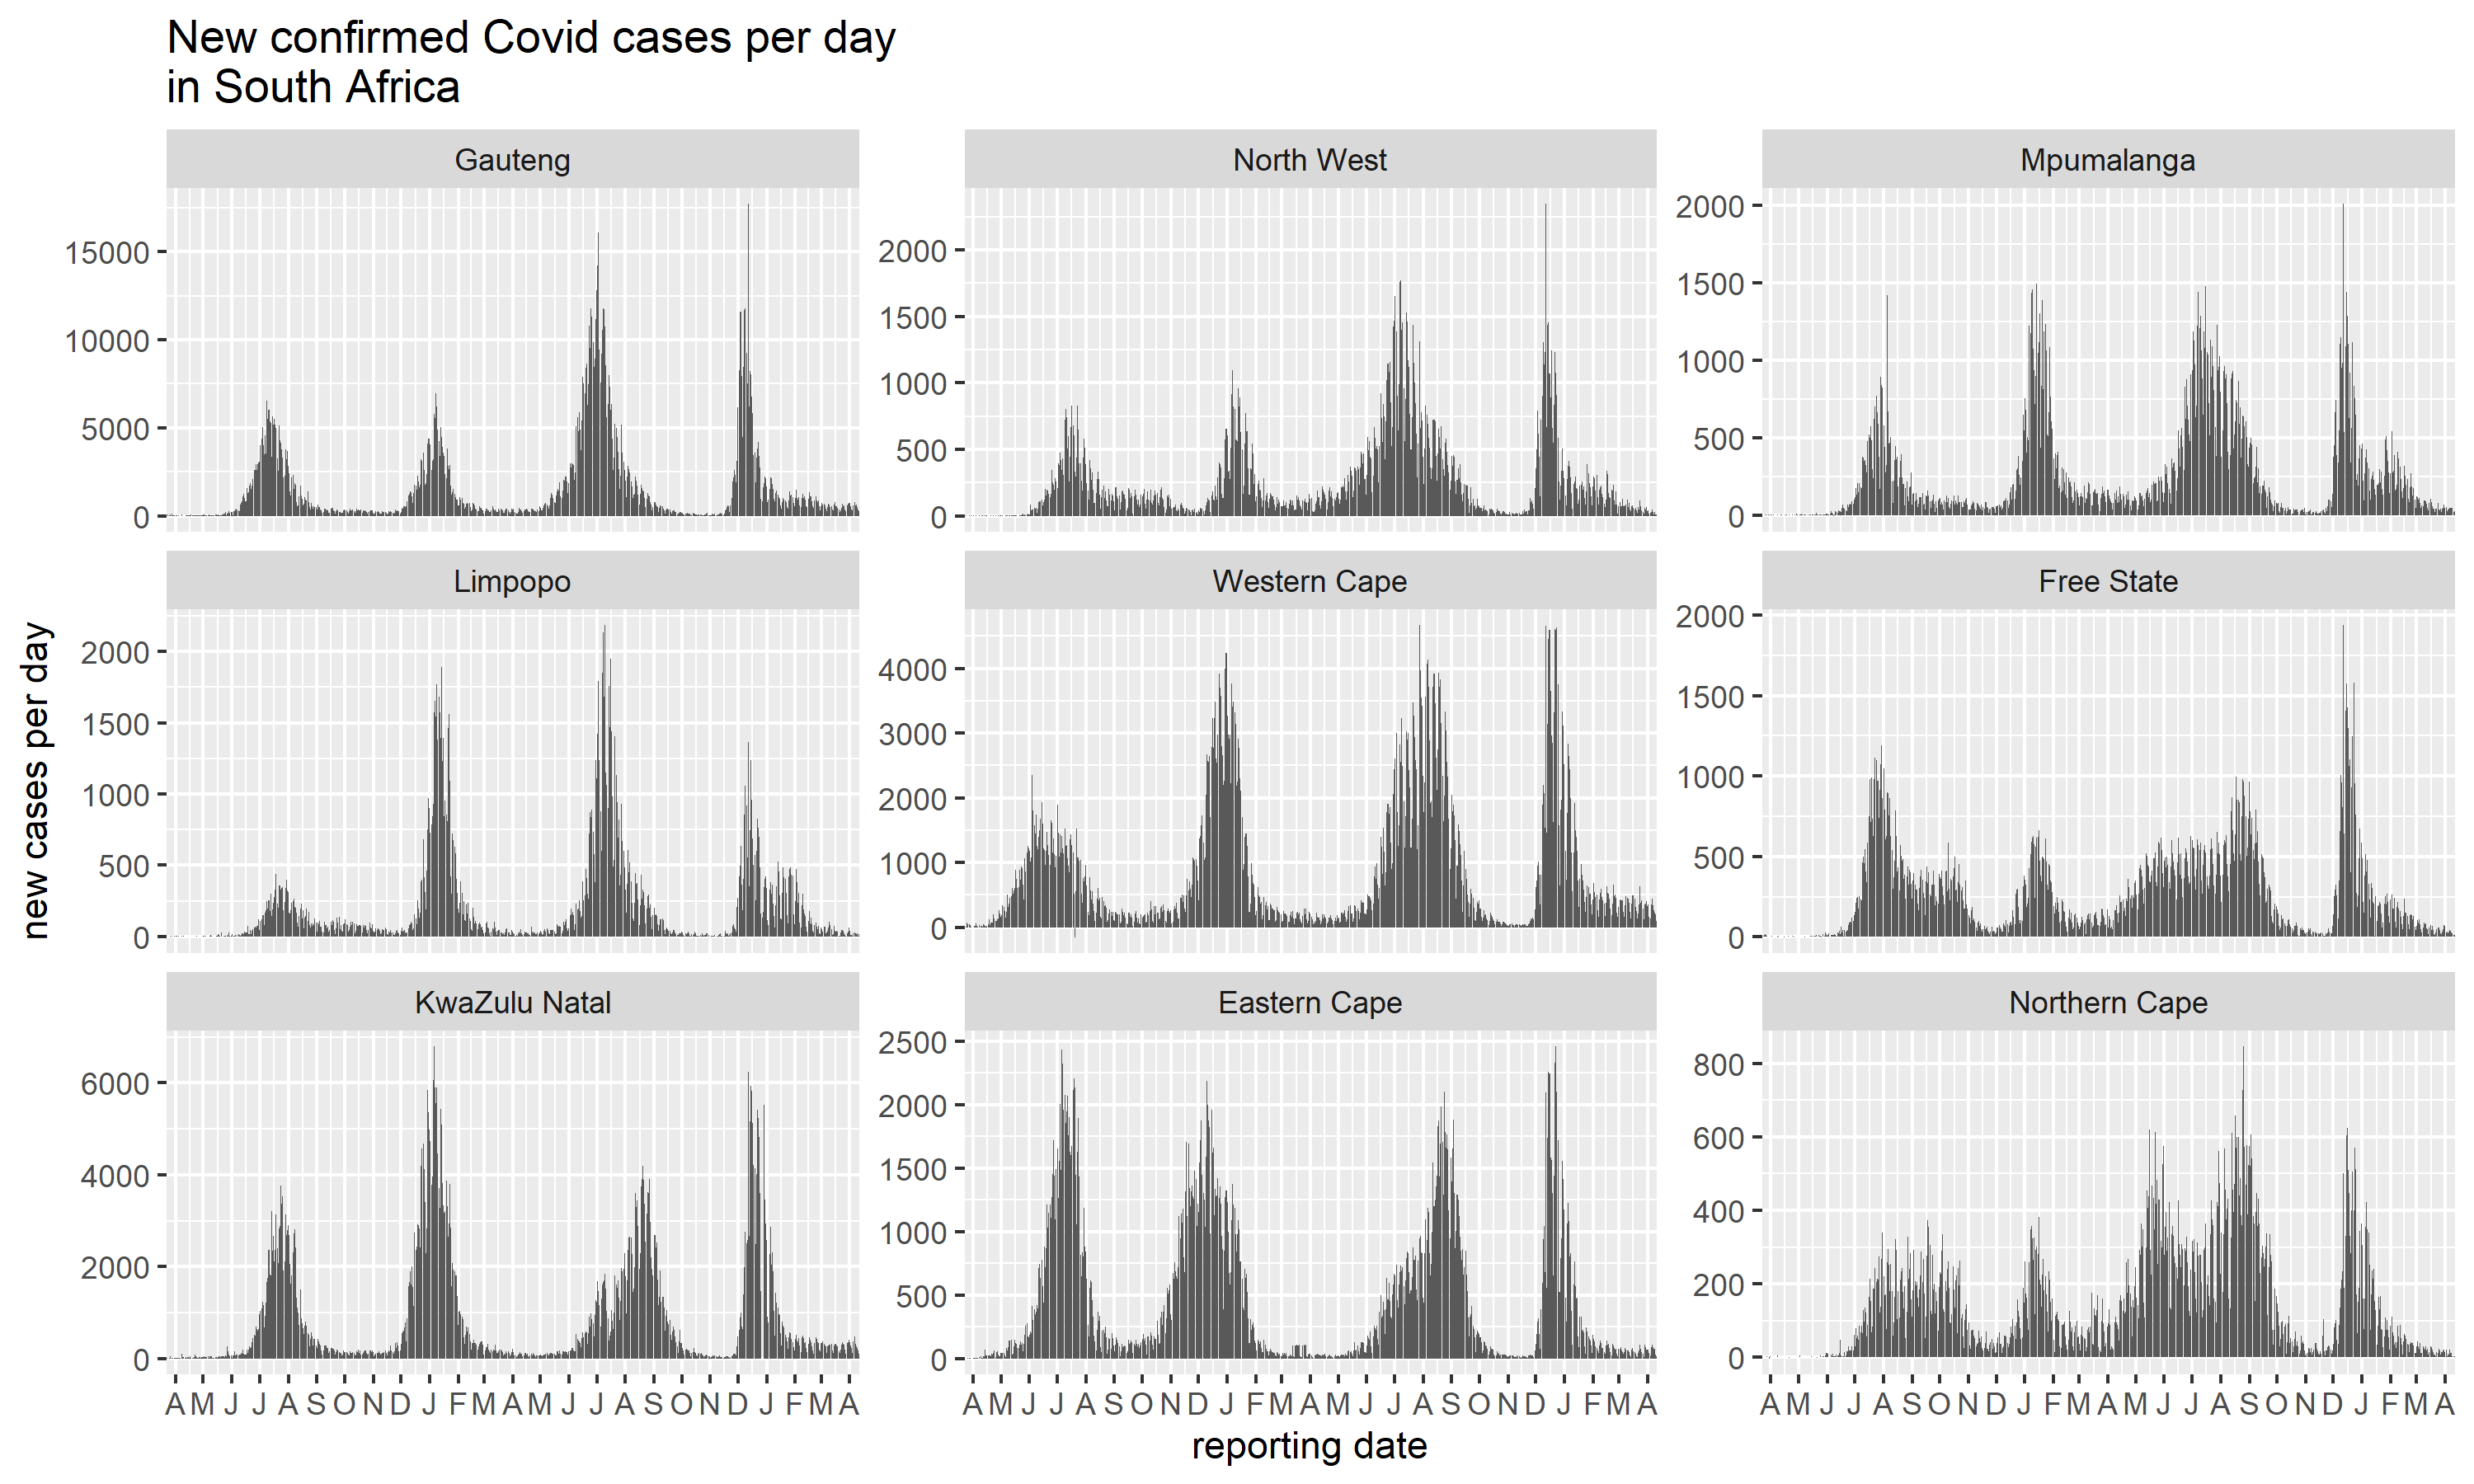 New confirmed Covid cases per day
in South Africa
Gauteng
North West
Mpumalanga
15000
10000
5000
0
2000
1500
1000
500
0
2000
1500
1000
500
0
Limpopo
Western Cape
Free State
2000
1500
1000
500
0
4000
3000
2000
1000
0
2000
1500
1000
500
0
new cases per day
KwaZulu Natal
Eastern Cape
Northern Cape
6000
4000
2000
0
2500
2000
1500
1000
500
0
800
600
400
200
0
A M J J A S O N D J F M A M J J A S O N D J F M A
A M J J A S O N D J F M A M J J A S O N D J F M A
A M J J A S O N D J F M A M J J A S O N D J F M A
reporting date